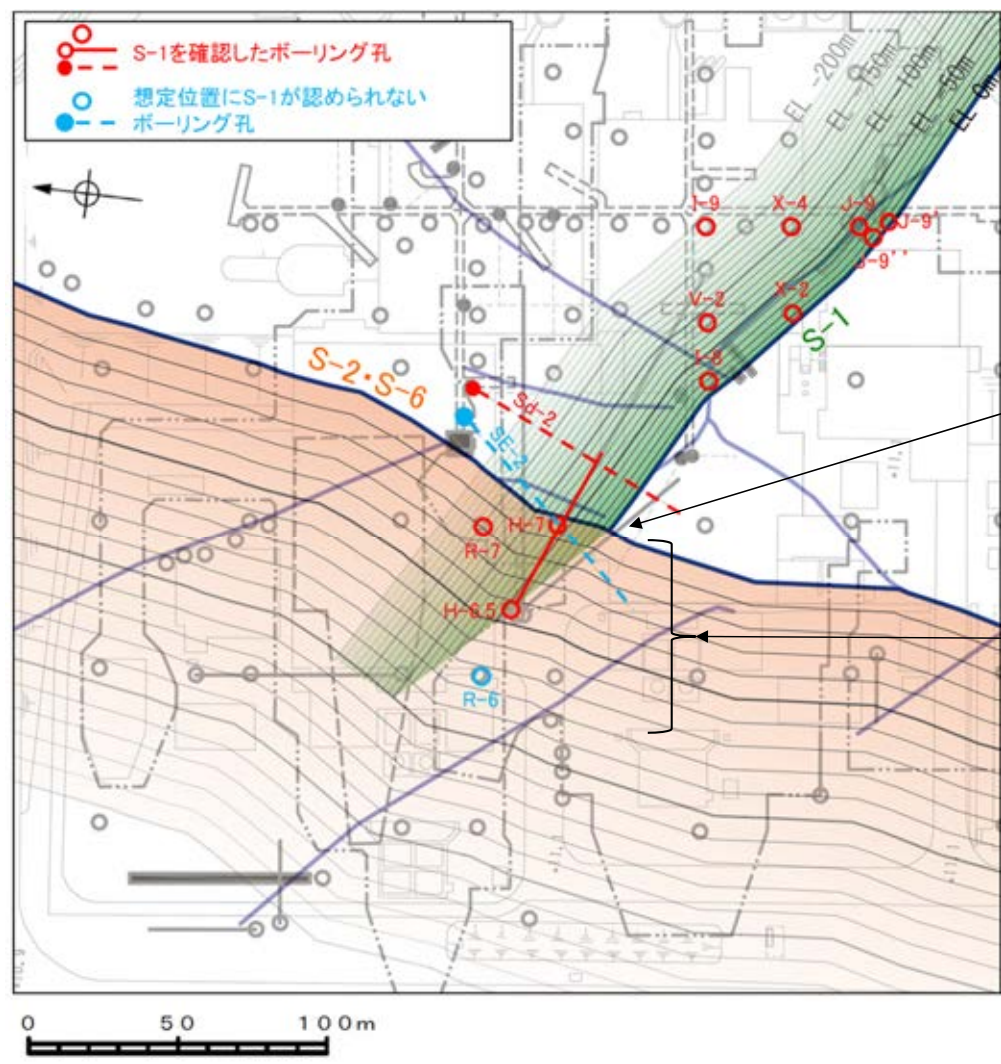 S-1を確認したボーリング孔
想定位置にS-1が認められない
ボーリング孔
EL -200m
EL -150m
EL -100m
EL -50m
EL 0m
I-9
X-4
J-9
J-9'
J-9''
V-2
X-2
S-1
I-8
S-2・S-6
Sd-2
SE-2
H-7
R-7
H-6.5
R-6
0 50 100m